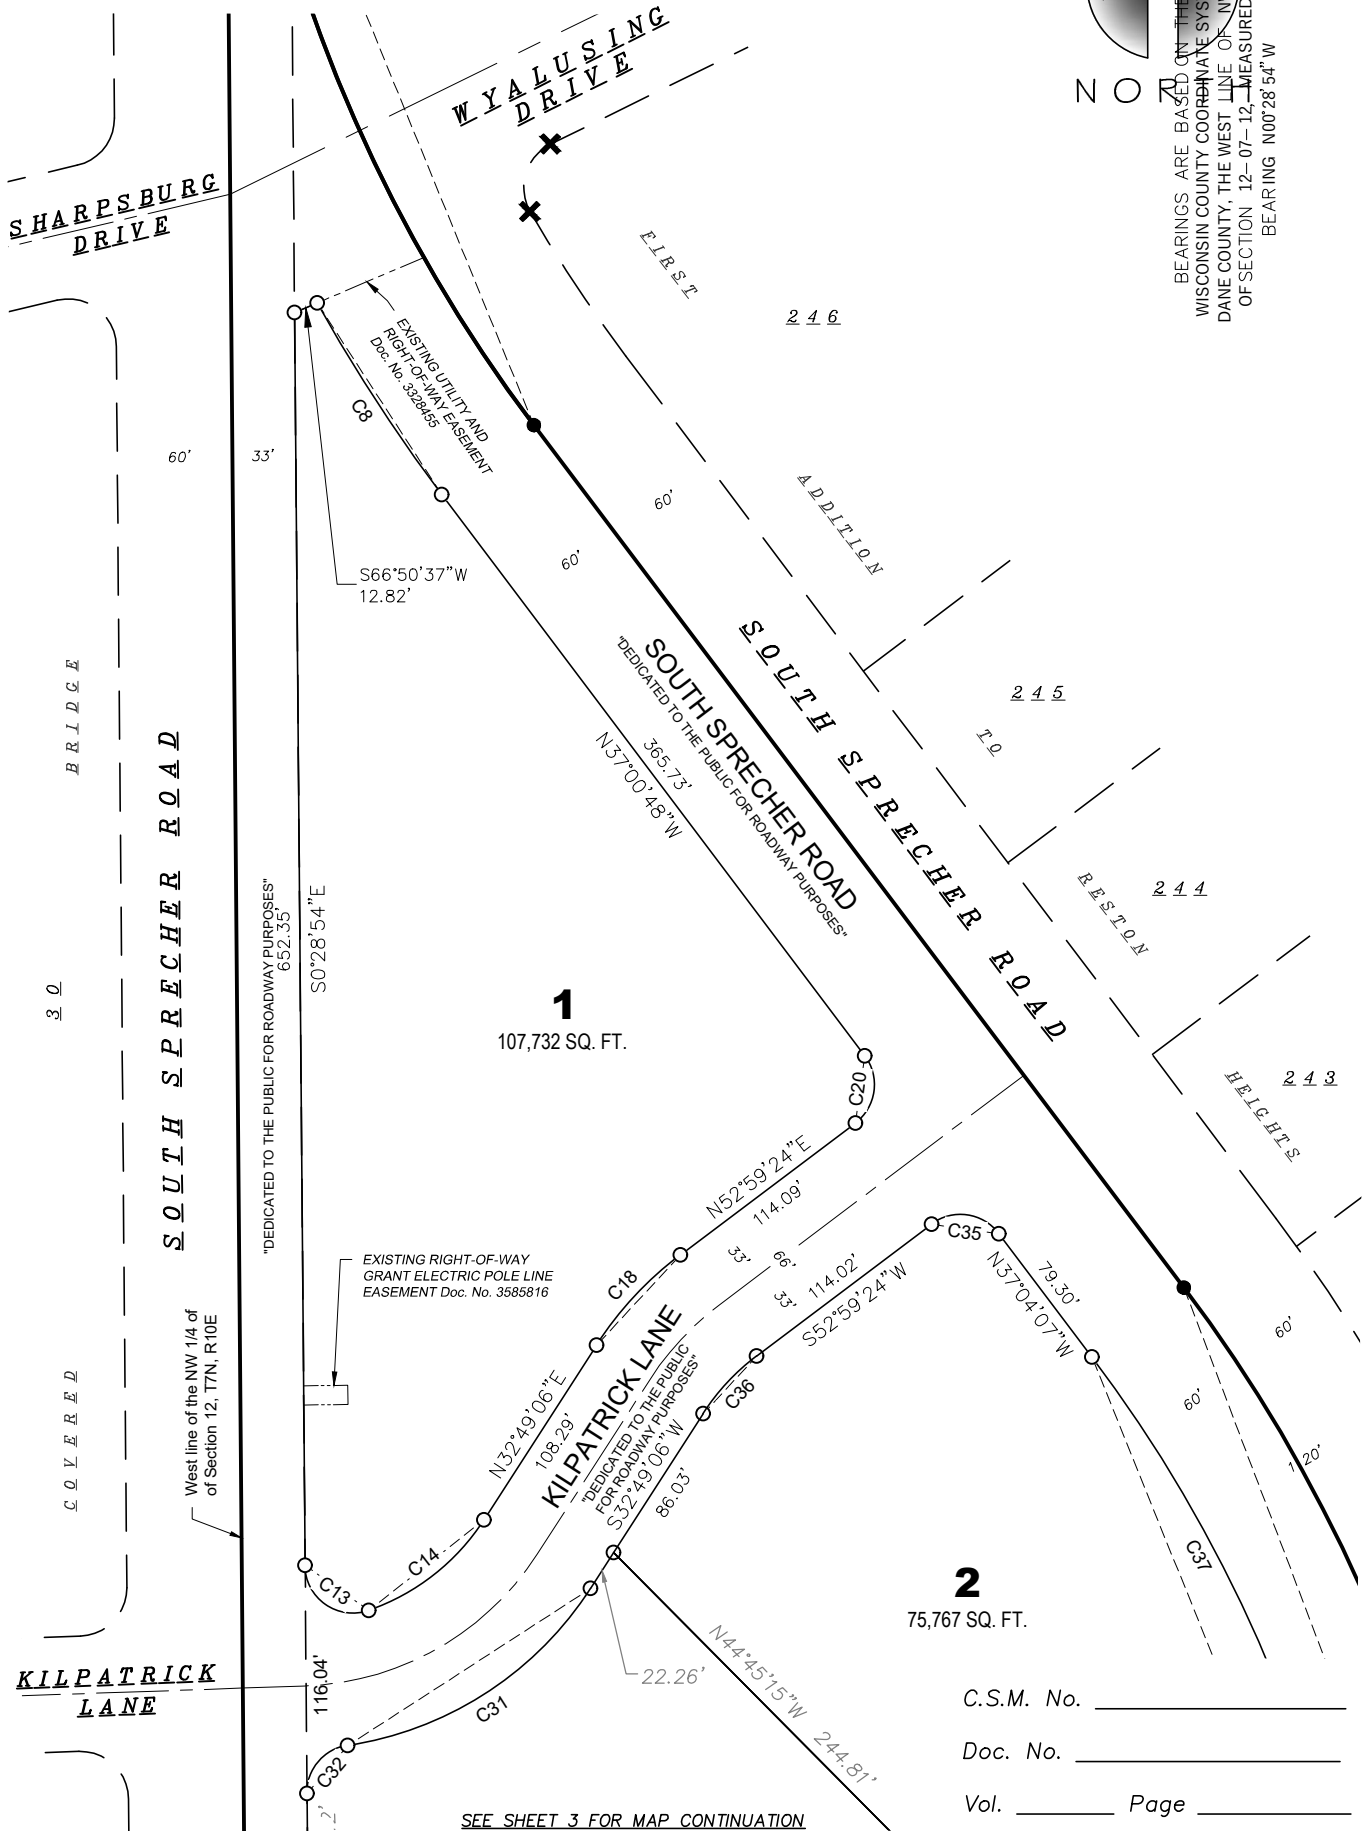 WYALUSING
DRIVE
NORTH
BEARINGS ARE BASED ON THE
WISCONSIN COUNTY COORDINATE
DANE COUNTY, THE WEST LINE OF
OF SECTION 12-07-12, MEASURED
BEARING N00°28'54"W
SHARPSBURG
DRIVE
FIRST
246
EXISTING UTILITY AND
RIGHT-OF-WAY EASEMENT
Doc. No. 3328455
C8
60'
33'
60'
60'
ADDITION
S66°50'37"W
12.82'
SOUTH SPRECHER ROAD
"DEDICATED TO THE PUBLIC FOR ROADWAY PURPOSES"
SOUTH SPRECHER ROAD
245
TO
BRIDGE
365.73'
N37°00'48"W
SOUTH SPRECHER ROAD
"DEDICATED TO THE PUBLIC FOR ROADWAY PURPOSES"
652.35'
S0°28'54"E
244
RESTON
30
1
107,732 SQ. FT.
243
HEIGHTS
C20
N52°59'24"E
114.09'
33'
66'
33'
EXISTING RIGHT-OF-WAY
GRANT ELECTRIC POLE LINE
EASEMENT Doc. No. 3585816
C18
114.02'
S52°59'24"W
C35
79.30'
N37°04'07"W
60'
60'
120'
West line of the NW 1/4 of
of Section 12, T7N, R10E
COVERED
N32°49'06"E
108.29'
KILPATRICK LANE
"DEDICATED TO THE PUBLIC
FOR ROADWAY PURPOSES"
S32°49'06"W
86.03'
C36
C37
C14
C13
2
75,767 SQ. FT.
KILPATRICK
LANE
116.04'
22.26'
N44°45'15"W 244.81'
C31
C32
C.S.M. No.
Doc. No.
Vol. Page
SEE SHEET 3 FOR MAP CONTINUATION